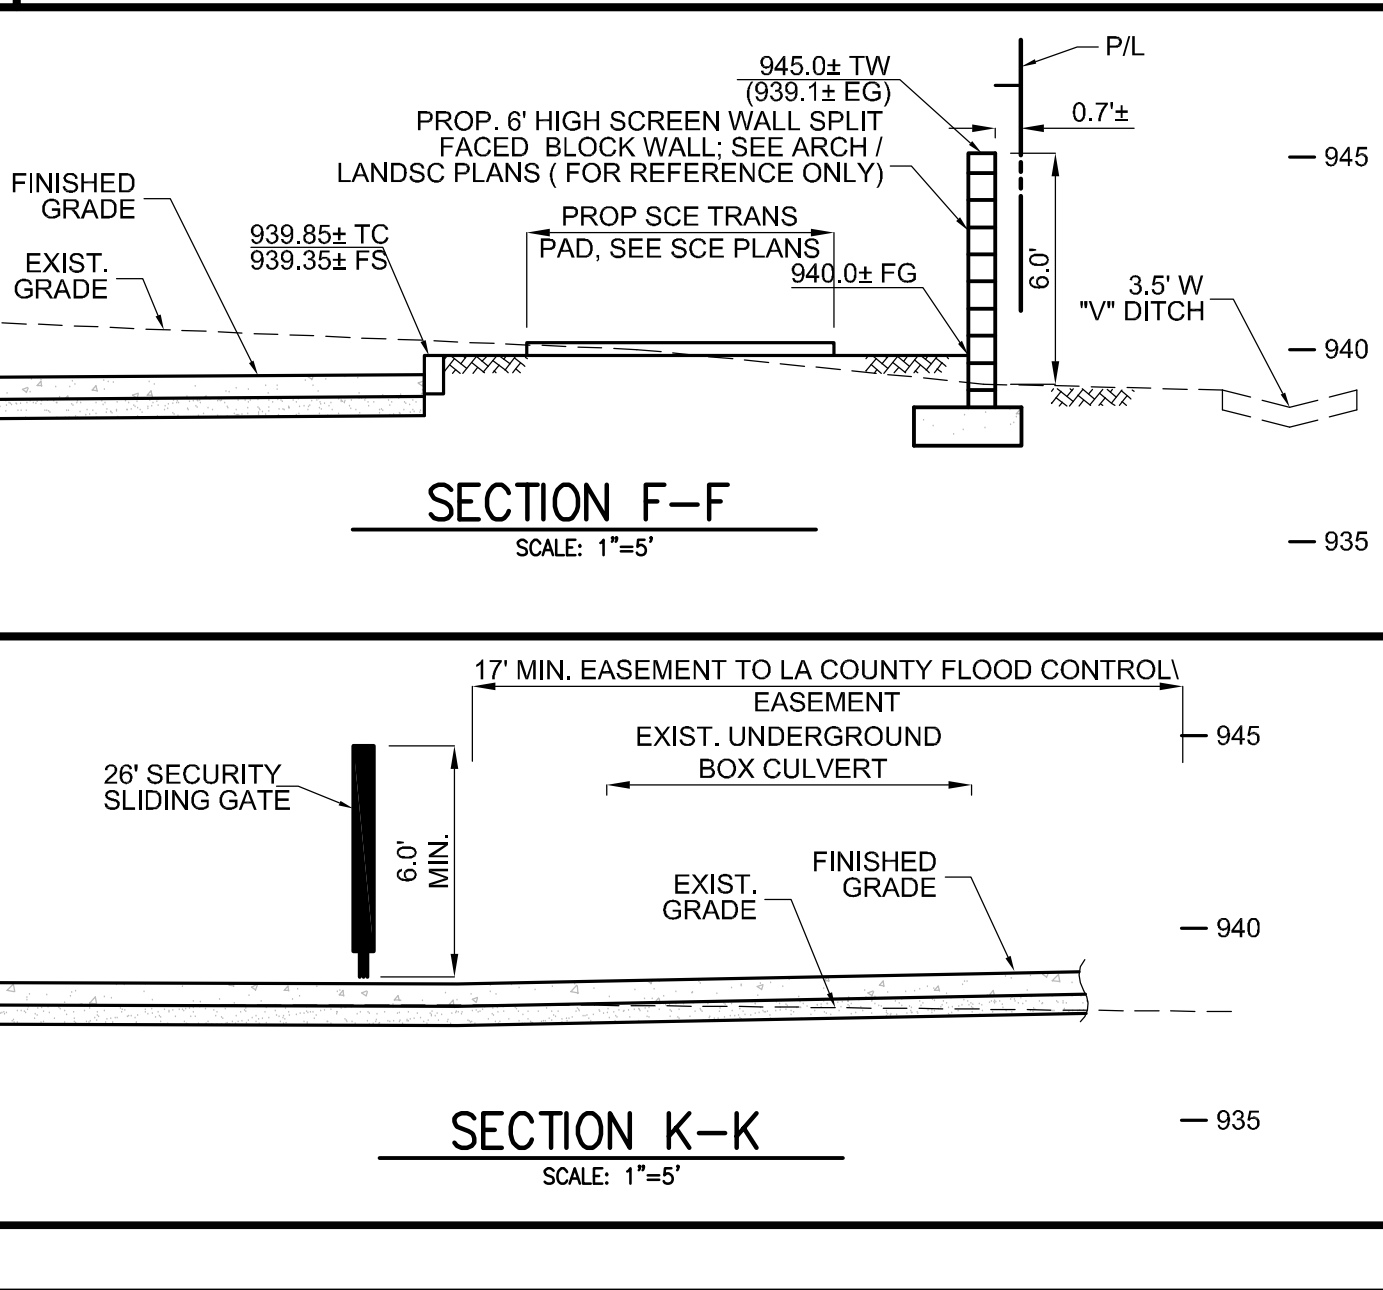 P/L
945.0± TW
(939.1± EG)
0.7'±
PROP. 6' HIGH SCREEN WALL SPLIT
FACED BLOCK WALL; SEE ARCH /
LANDSC PLANS ( FOR REFERENCE ONLY)
945
FINISHED
GRADE
PROP SCE TRANS
PAD, SEE SCE PLANS
939.85± TC
939.35± FS
EXIST.
GRADE
940.0± FG
6.0'
3.5' W
"V" DITCH
940
SECTION F-F
SCALE: 1"=5'
935
17' MIN. EASEMENT TO LA COUNTY FLOOD CONTROL\
EASEMENT
EXIST. UNDERGROUND
BOX CULVERT
945
26' SECURITY
SLIDING GATE
6.0'
MIN.
FINISHED
GRADE
EXIST.
GRADE
940
SECTION K-K
SCALE: 1"=5'
935